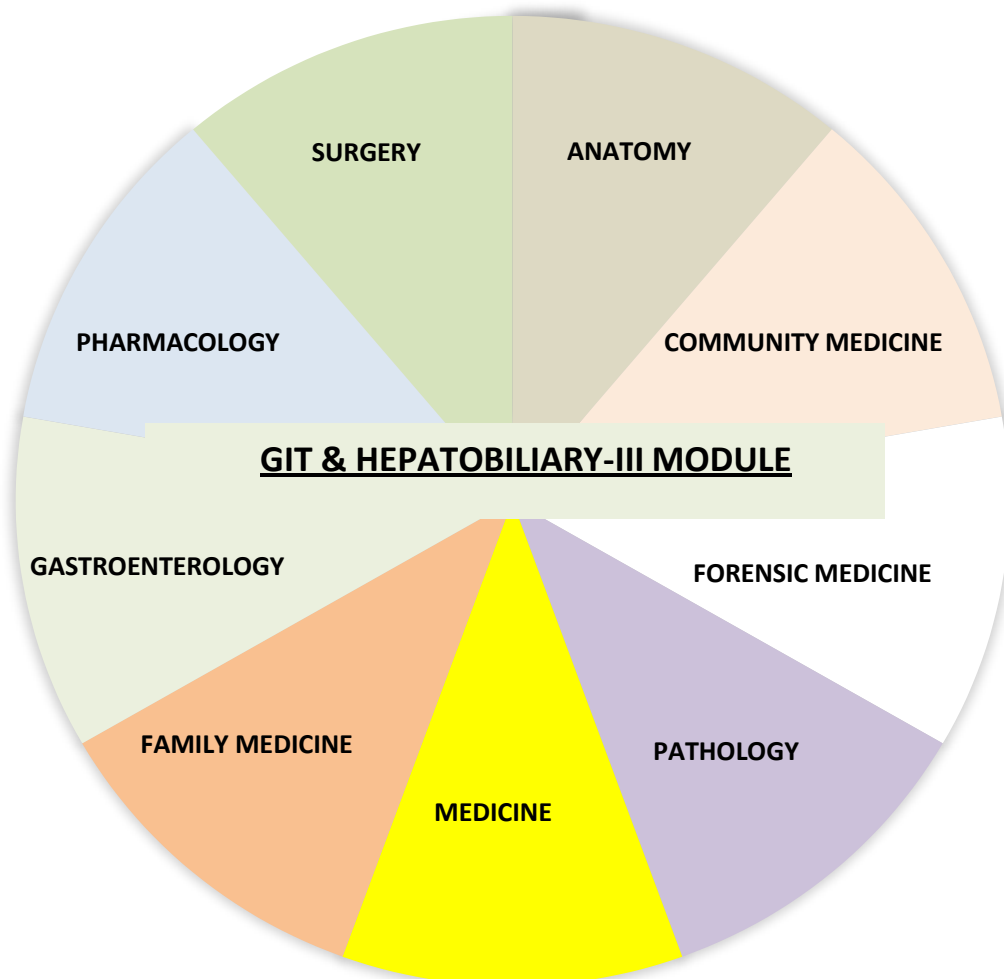 SURGERY
ANATOMY
PHARMACOLOGY
COMMUNITY MEDICINE
GIT & HEPATOBILIARY-III MODULE
GASTROENTEROLOGY
FORENSIC MEDICINE
FAMILY MEDICINE
PATHOLOGY
MEDICINE